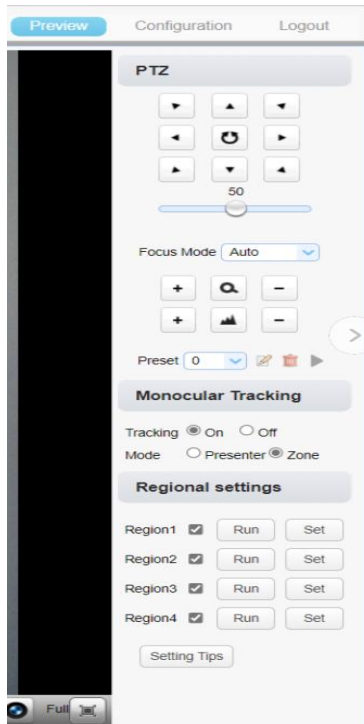 Preview Configuration Logout
PTZ
50
Focus Mode Auto
+ -
+ -
Preset 0
Monocular Tracking
Tracking On Off
Mode Presenter Zone
Regional settings
Region1 Run Set
Region2 Run Set
Region3 Run Set
Region4 Run Set
Setting Tips
Full